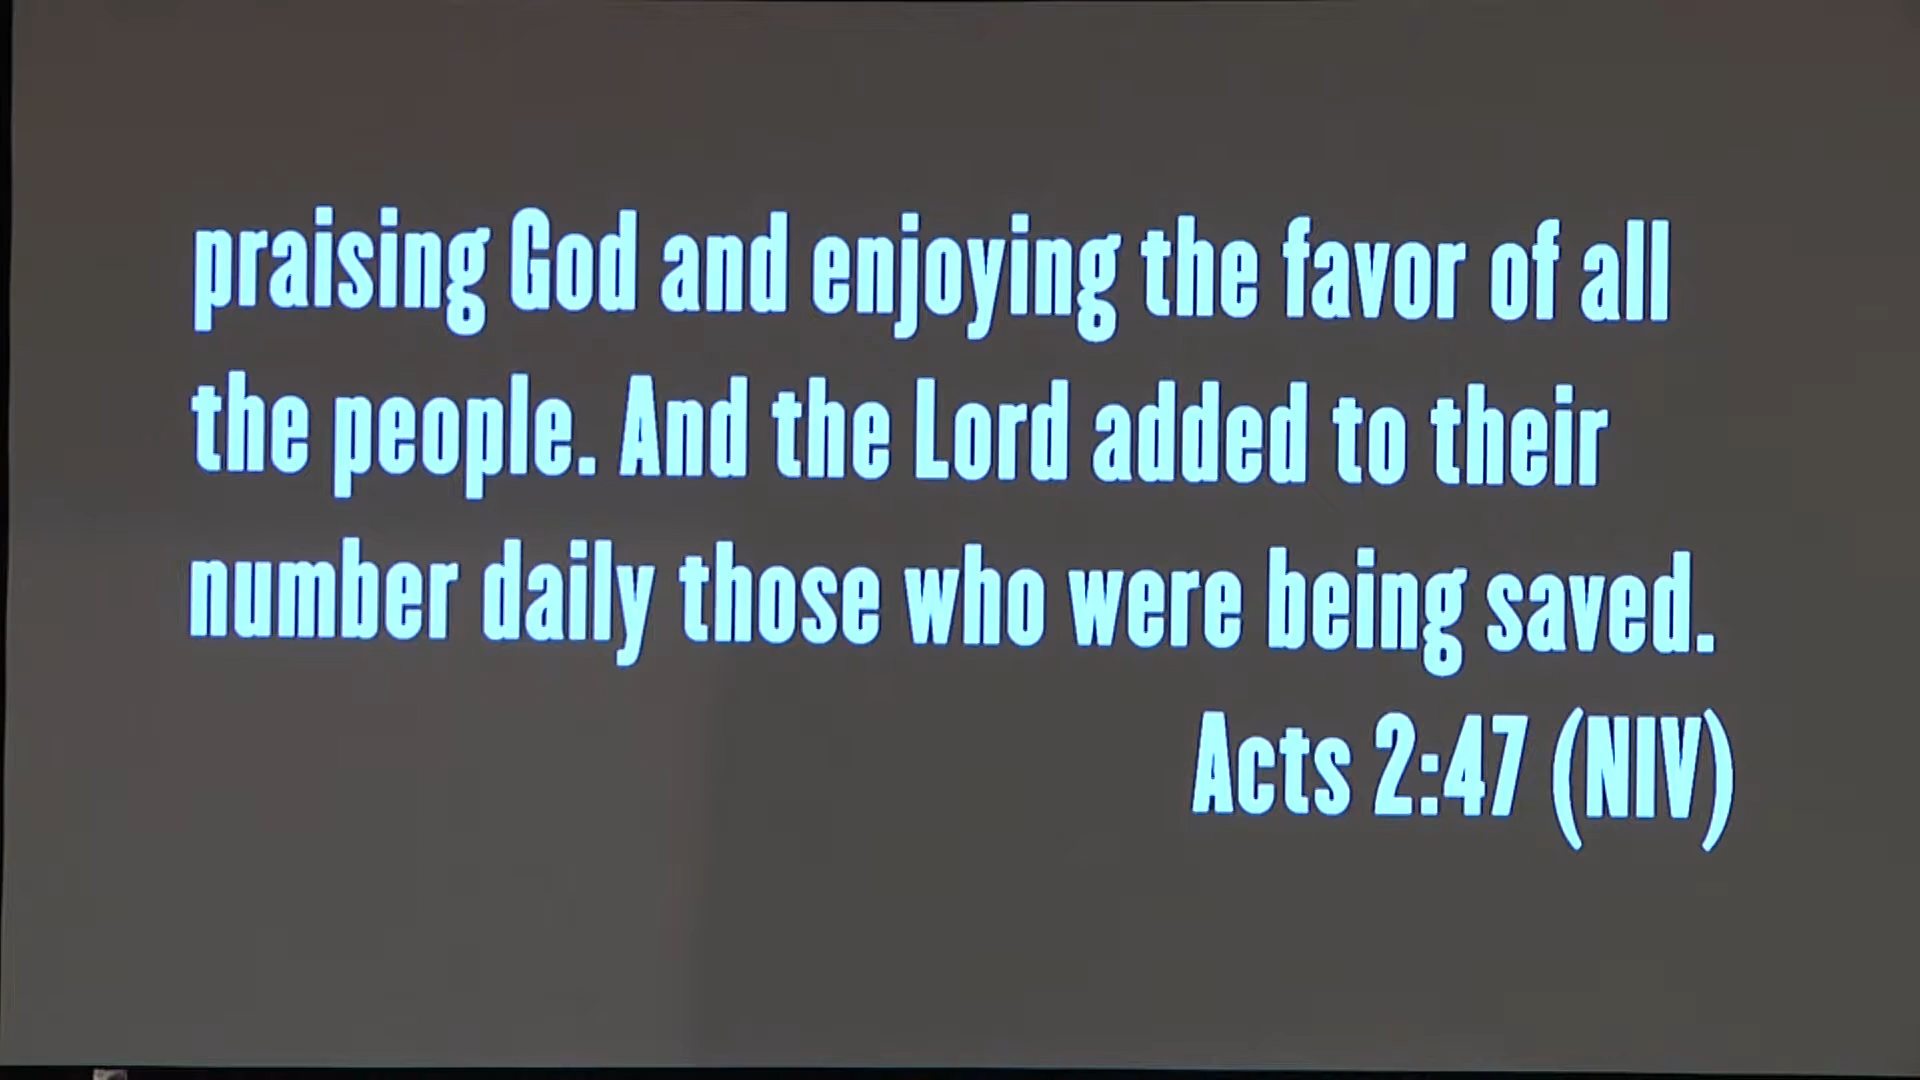 praising God and enjoying the favor of all
the people. And the Lord added to their
number daily those who were being saved.
Acts 2:47 (NIV)